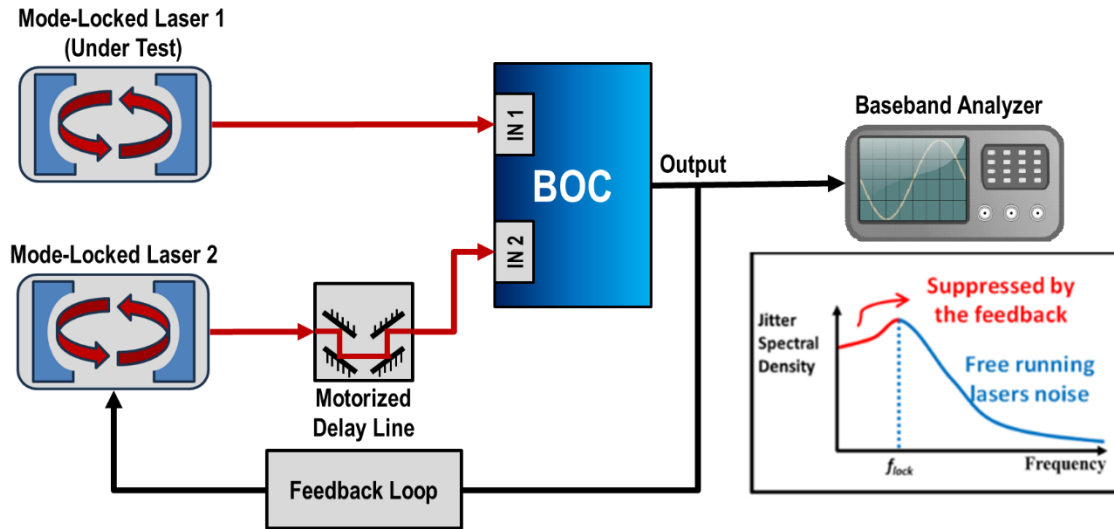 Mode-Locked Laser 1
(Under Test)
IN 1
BOC
IN 2
Output
Baseband Analyzer
Mode-Locked Laser 2
Motorized
Delay Line
Feedback Loop
Jitter
Spectral
Density
Suppressed by
the feedback
Free running
lasers noise
flock
Frequency